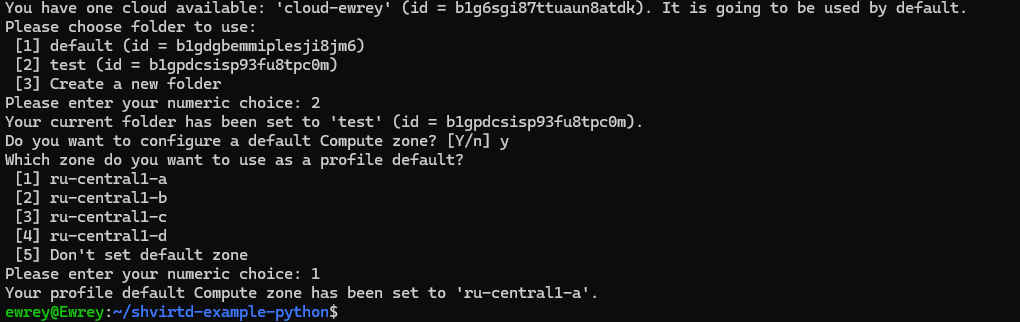 You have one cloud available: 'cloud-ewrey' (id = b1g6sgi87ttuaun8atdk). It is going to be used by default.
Please choose folder to use:
 [1] default (id = b1gdgbemmiplesji8jm6)
 [2] test (id = b1gpdcsisp93fu8tpc0m)
 [3] Create a new folder
Please enter your numeric choice: 2
Your current folder has been set to 'test' (id = b1gpdcsisp93fu8tpc0m).
Do you want to configure a default Compute zone? [Y/n] y
Which zone do you want to use as a profile default?
 [1] ru-central1-a
 [2] ru-central1-b
 [3] ru-central1-c
 [4] ru-central1-d
 [5] Don't set default zone
Please enter your numeric choice: 1
Your profile default Compute zone has been set to 'ru-central1-a'.
ewrey@Ewrey:~/shvirtd-example-python$